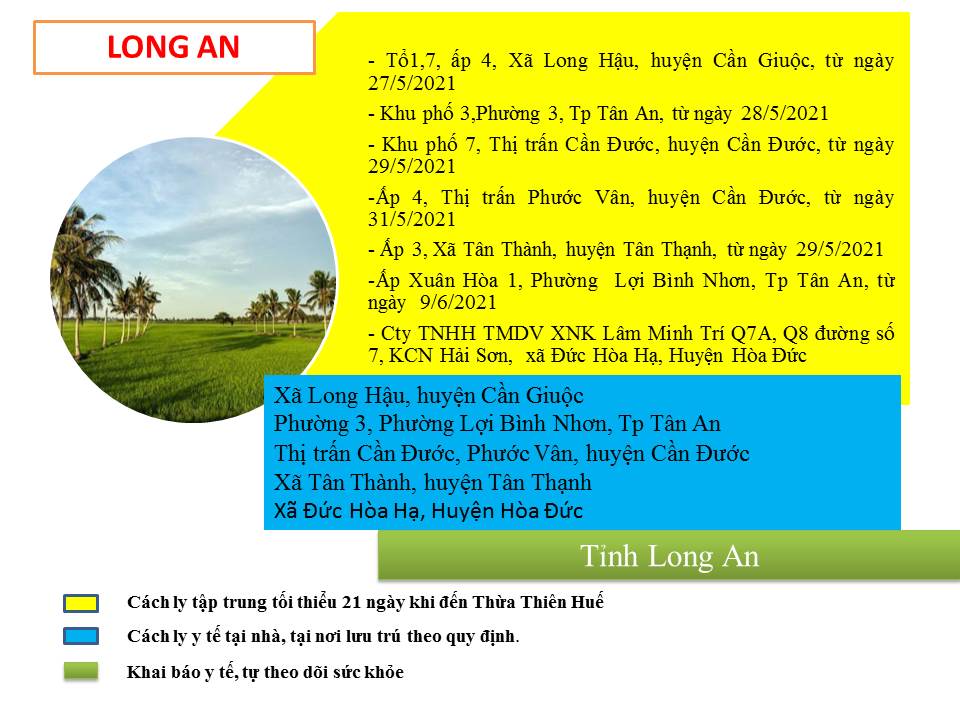 LONG AN
- Tổ1,7, ấp 4, Xã Long Hậu, huyện Cần Giuộc, từ ngày
27/5/2021
- Khu phố 3,Phường 3, Tp Tân An, từ ngày 28/5/2021
- Khu phố 7, Thị trấn Cần Đước, huyện Cần Đước, từ ngày
29/5/2021
-Ấp 4, Thị trấn Phước Vân, huyện Cần Đước, từ ngày
31/5/2021
- Ấp 3, Xã Tân Thành, huyện Tân Thạnh, từ ngày 29/5/2021
-Ấp Xuân Hòa 1, Phường Lợi Bình Nhơn, Tp Tân An, từ
ngày 9/6/2021
- Cty TNHH TMDV XNK Lâm Minh Trí Q7A, Q8 đường số
7, KCN Hải Sơn, xã Đức Hòa Hạ, Huyện Hòa Đức
Xã Long Hậu, huyện Cần Giuộc
Phường 3, Phường Lợi Bình Nhơn, Tp Tân An
Thị trấn Cần Đước, Phước Vân, huyện Cần Đước
Xã Tân Thành, huyện Tân Thạnh
Xã Đức Hòa Hạ, Huyện Hòa Đức
Tỉnh Long An
Cách ly tập trung tối thiểu 21 ngày khi đến Thừa Thiên Huế
Cách ly y tế tại nhà, tại nơi lưu trú theo quy định.
Khai báo y tế, tự theo dõi sức khỏe